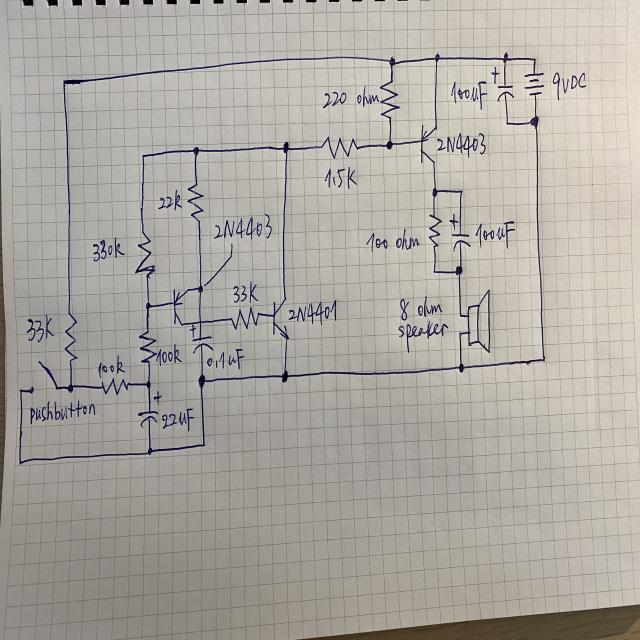 220 ohm
100uF
+
9VDC
2N4403
1.5K
22k
2N4403
330k
100 ohm
+
100uF
33K
2N4401
8 ohm
speaker
33K
100k
100k
+
0.1uF
pushbutton
+
22uF